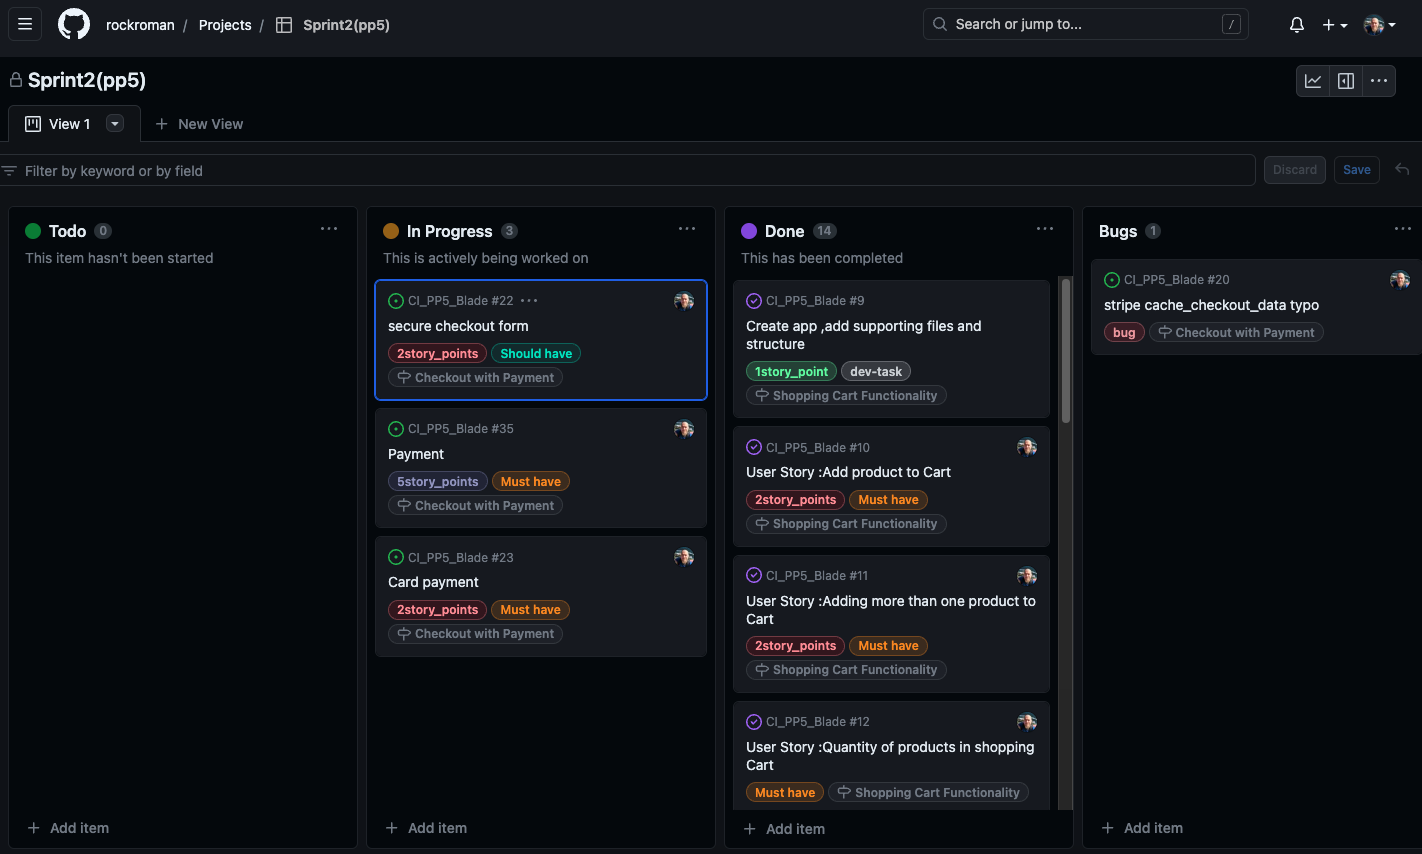 rockroman / Projects / Sprint2(pp5)
Search or jump to... /
Sprint2(pp5)
View 1
New View
Filter by keyword or by field
Discard
Save
Todo 0
This item hasn't been started
Add item
In Progress 3
This is actively being worked on
CI_PP5_Blade #22
secure checkout form
2story_points Should have
Checkout with Payment
CI_PP5_Blade #35
Payment
5story_points Must have
Checkout with Payment
CI_PP5_Blade #23
Card payment
2story_points Must have
Checkout with Payment
Add item
Done 14
This has been completed
CI_PP5_Blade #9
Create app ,add supporting files and
structure
1story_point dev-task
Shopping Cart Functionality
CI_PP5_Blade #10
User Story :Add product to Cart
2story_points Must have
Shopping Cart Functionality
CI_PP5_Blade #11
User Story :Adding more than one product to
Cart
2story_points Must have
Shopping Cart Functionality
CI_PP5_Blade #12
User Story :Quantity of products in shopping
Cart
Must have Shopping Cart Functionality
Add item
Bugs 1
CI_PP5_Blade #20
stripe cache_checkout_data typo
bug Checkout with Payment
Add item